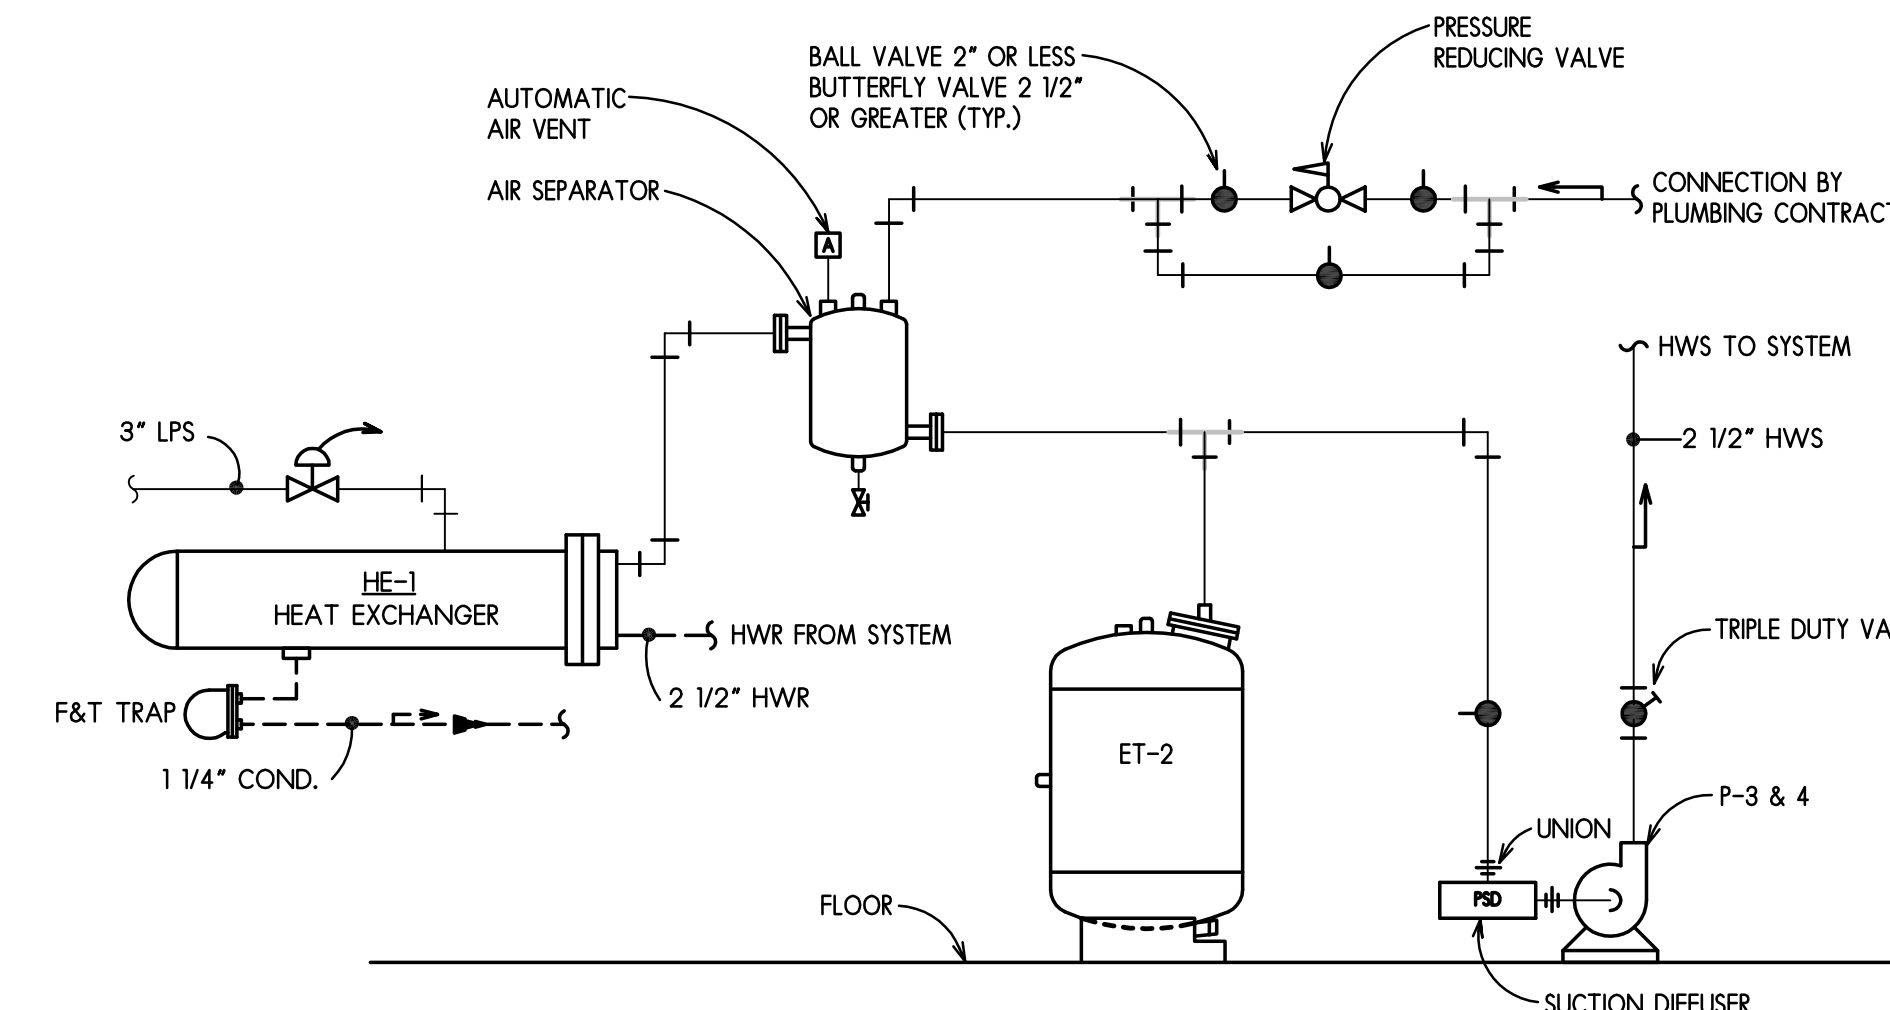 PRESSURE
REDUCING VALVE
BALL VALVE 2" OR LESS
BUTTERFLY VALVE 2 1/2"
OR GREATER (TYP.)
AUTOMATIC
AIR VENT
AIR SEPARATOR
CONNECTION BY
PLUMBING CONTRACT
A
HWS TO SYSTEM
3" LPS
2 1/2" HWS
HE-1
HEAT EXCHANGER
HWR FROM SYSTEM
TRIPLE DUTY VA
2 1/2" HWR
F&T TRAP
ET-2
1 1/4" COND.
P-3 & 4
UNION
PSD
FLOOR
SUCTION DIFFUSER